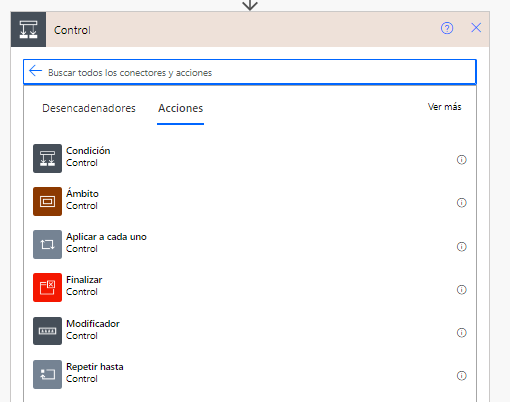 Control
Buscar todos los conectores y acciones
Desencadenadores
Acciones
Ver más
Condición
Control
Ámbito
Control
Aplicar a cada uno
Control
Finalizar
Control
Modificador
Control
Repetir hasta
Control